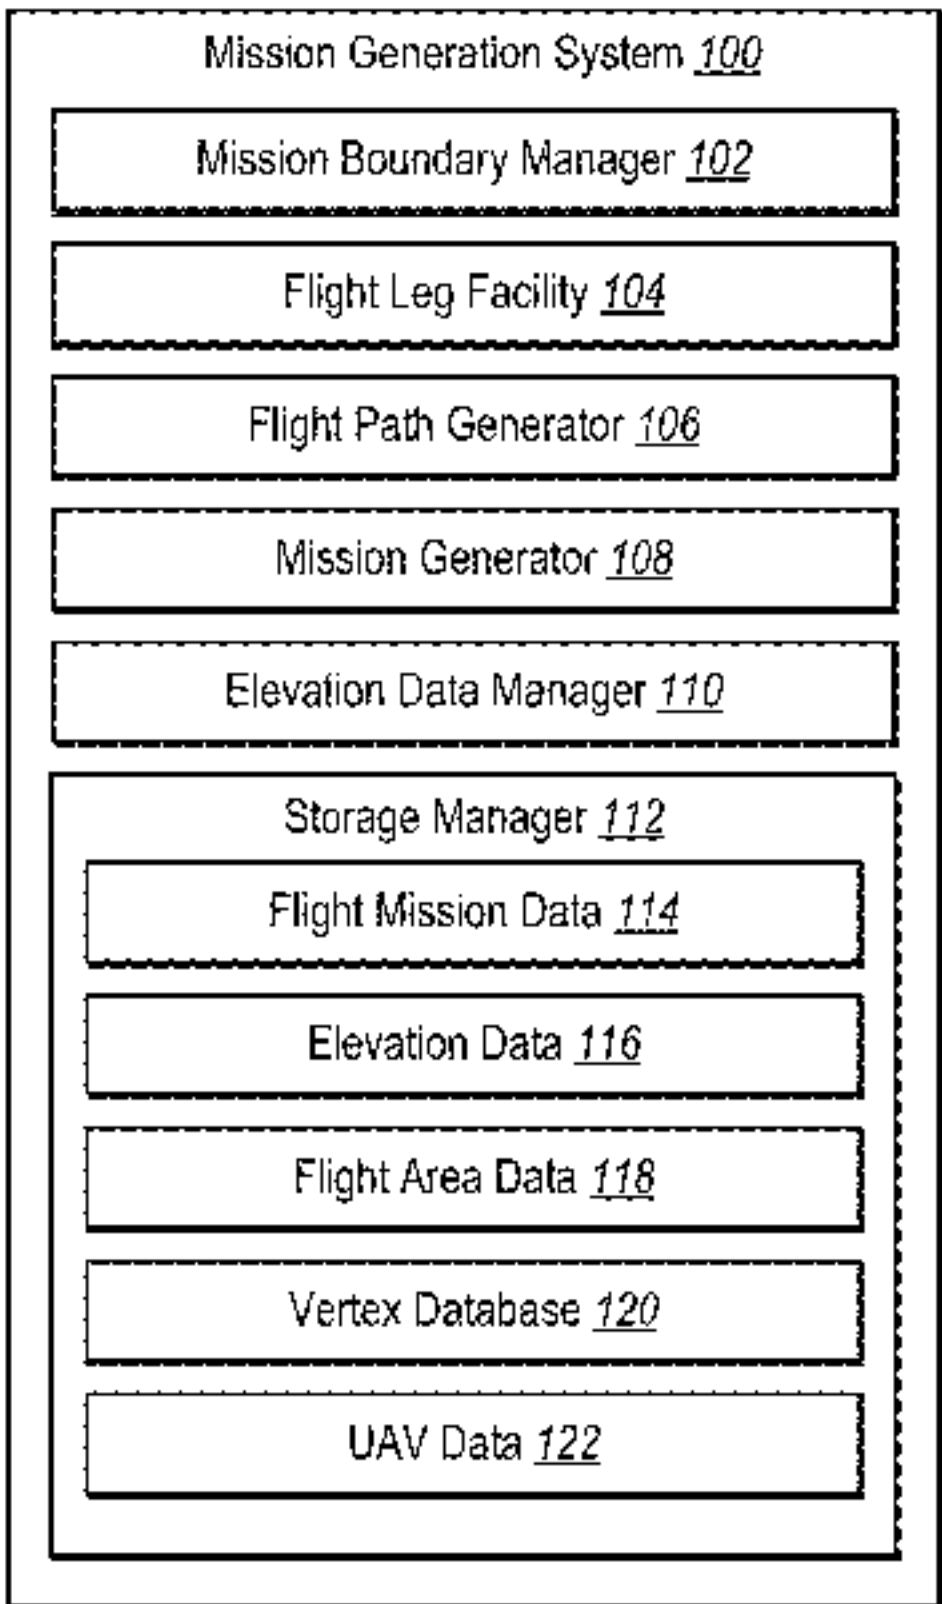 Mission Generation System 100
Mission Boundary Manager 102
Flight Leg Facility 104
Flight Path Generator 106
Mission Generator 108
Elevation Data Manager 110
Storage Manager 112
Flight Mission Data 114
Elevation Data 116
Flight Area Data 118
Vertex Database 120
UAV Data 122